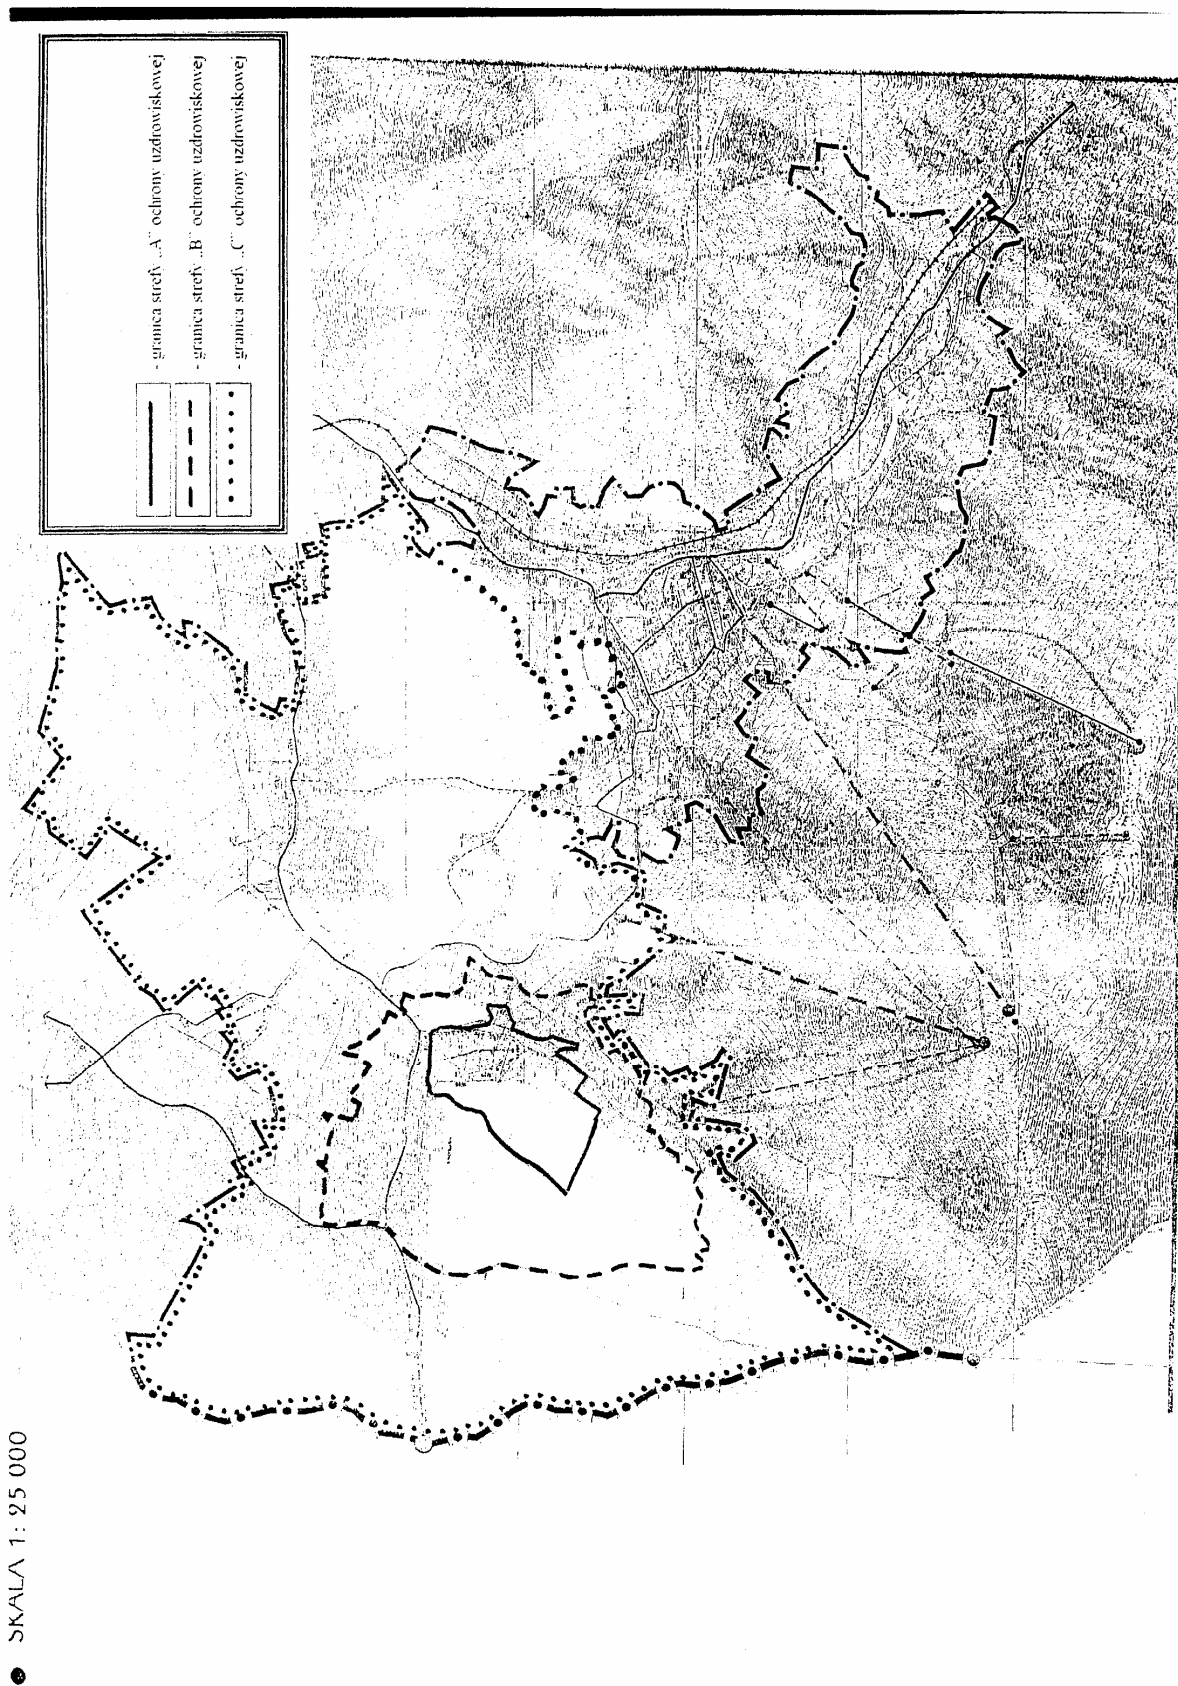 - granica strefy „A" ochrony uzdrowiskowej
- granica strefy „B" ochrony uzdrowiskowej
- granica strefy „C" ochrony uzdrowiskowej
SKALA 1: 25 000